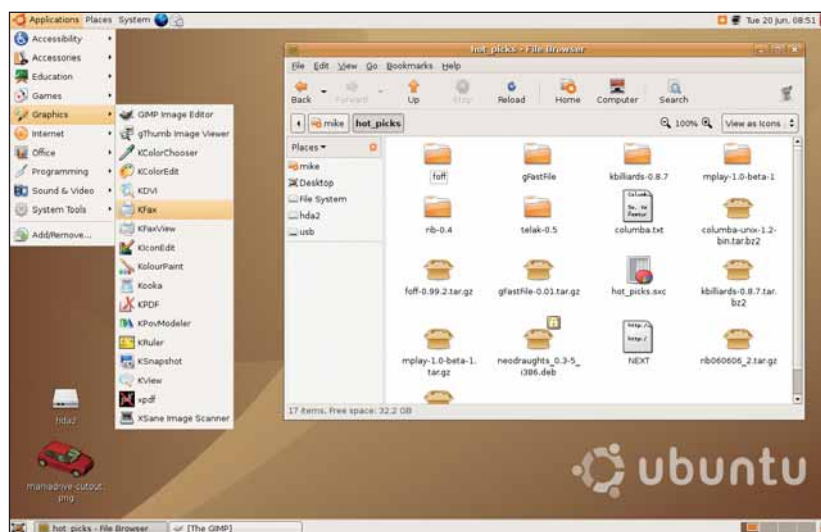 Applications Places System
Tue 20 Jun, 08:51
Accessibility
Accessories
Education
Games
Graphics
Internet
Office
Programming
Sound & Video
System Tools
Add/Remove...
GIMP Image Editor
gThumb Image Viewer
KColorChooser
KColorEdit
KDVI
KFax
KFaxView
KIconEdit
KolourPaint
Kooka
KPDF
KPovModeler
KRuler
KSnapshot
KView
xpdf
XSane Image Scanner
hot_picks - File Browser
File Edit View Go Bookmarks Help
Back Forward Up Stop Reload Home Computer Search
mike hot_picks
100% View as Icons
Places
mike
Desktop
File System
hda2
usb
foff gFastFile kbilliards-0.8.7 mplay-1.0-beta-1
rib-0.4 telak-0.5 columba.txt columba-unix-1.2-
bin.tar.bz2
foff-0.99.2.tar.gz gFastFile-0.01.tar.gz hot_picks.sxc kbilliards-0.8.7.tar.
bz2
http:/
http:/
mplay-1.0-beta-1.
tar.gz
neodraughts_0.3-5_
i386.deb
NEXT
rib060606_2.tar.gz
17 items, Free space: 32.2 GB
hda2
maniadrive-cutout.
png
ubuntu
hot_picks - File Browser
[The GIMP]